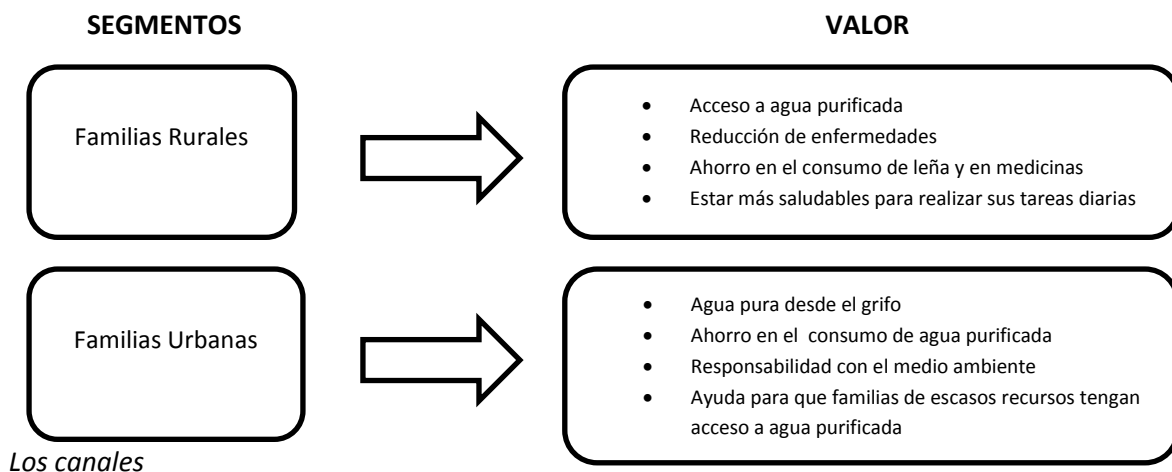 SEGMENTOS
VALOR
Familias Rurales
• Acceso a agua purificada
• Reducción de enfermedades
• Ahorro en el consumo de leña y en medicinas
• Estar más saludables para realizar sus tareas diarias
Familias Urbanas
• Agua pura desde el grifo
• Ahorro en el consumo de agua purificada
• Responsabilidad con el medio ambiente
• Ayuda para que familias de escasos recursos tengan
acceso a agua purificada
Los canales